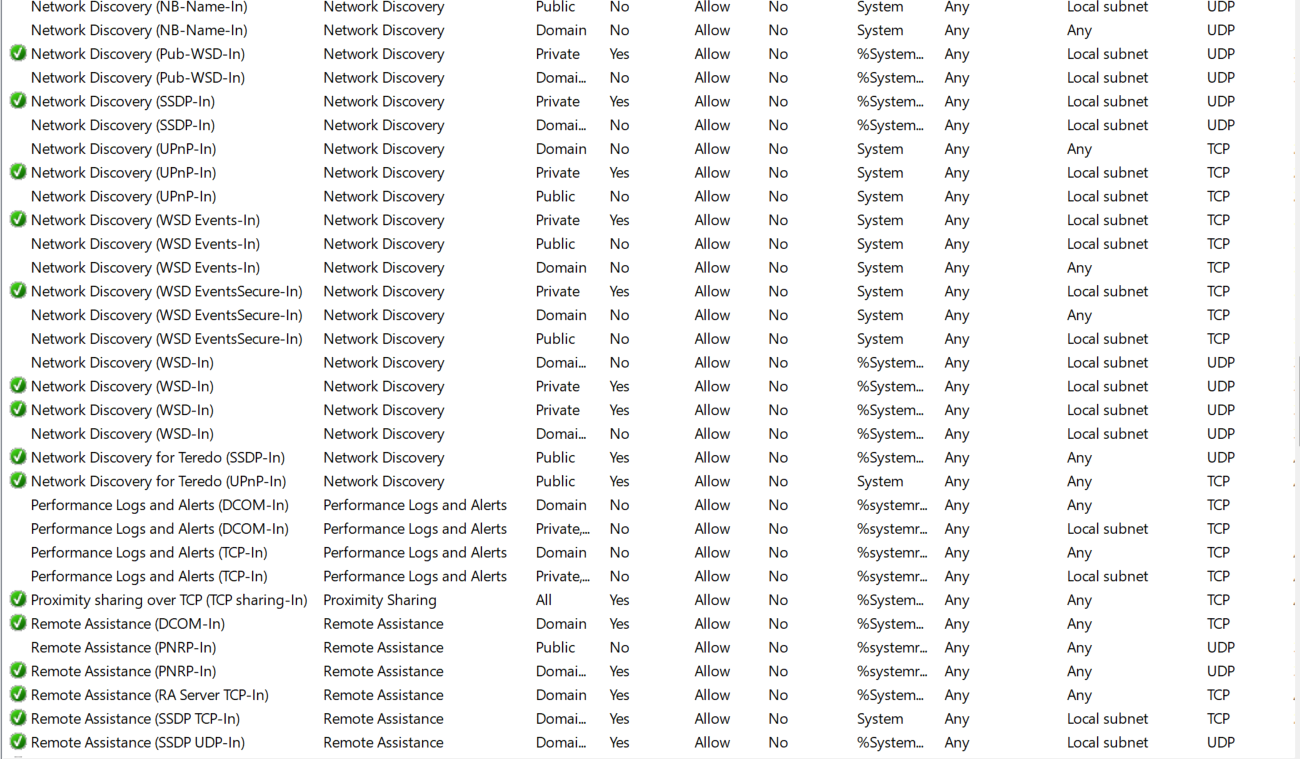 Network Discovery (NB-Name-In) Network Discovery Public No Allow No System Any Local subnet UDP
Network Discovery (NB-Name-In) Network Discovery Domain No Allow No System Any Any UDP
Network Discovery (Pub-WSD-In) Network Discovery Private Yes Allow No %System... Any Local subnet UDP
Network Discovery (Pub-WSD-In) Network Discovery Domai... No Allow No %System... Any Local subnet UDP
Network Discovery (SSDP-In) Network Discovery Private Yes Allow No %System... Any Local subnet UDP
Network Discovery (SSDP-In) Network Discovery Domai... No Allow No %System... Any Local subnet UDP
Network Discovery (UPnP-In) Network Discovery Domain No Allow No System Any Any TCP
Network Discovery (UPnP-In) Network Discovery Private Yes Allow No System Any Local subnet TCP
Network Discovery (UPnP-In) Network Discovery Public No Allow No System Any Local subnet TCP
Network Discovery (WSD Events-In) Network Discovery Private Yes Allow No System Any Local subnet TCP
Network Discovery (WSD Events-In) Network Discovery Public No Allow No System Any Local subnet TCP
Network Discovery (WSD Events-In) Network Discovery Domain No Allow No System Any Any TCP
Network Discovery (WSD EventsSecure-In) Network Discovery Private Yes Allow No System Any Local subnet TCP
Network Discovery (WSD EventsSecure-In) Network Discovery Domain No Allow No System Any Any TCP
Network Discovery (WSD EventsSecure-In) Network Discovery Public No Allow No System Any Local subnet TCP
Network Discovery (WSD-In) Network Discovery Domai... No Allow No %System... Any Local subnet UDP
Network Discovery (WSD-In) Network Discovery Private Yes Allow No %System... Any Local subnet UDP
Network Discovery (WSD-In) Network Discovery Private Yes Allow No %System... Any Local subnet UDP
Network Discovery (WSD-In) Network Discovery Domai... No Allow No %System... Any Local subnet UDP
Network Discovery for Teredo (SSDP-In) Network Discovery Public Yes Allow No %System... Any Any UDP
Network Discovery for Teredo (UPnP-In) Network Discovery Public Yes Allow No System Any Any TCP
Performance Logs and Alerts (DCOM-In) Performance Logs and Alerts Domain No Allow No %systemr... Any Any TCP
Performance Logs and Alerts (DCOM-In) Performance Logs and Alerts Private,... No Allow No %systemr... Any Local subnet TCP
Performance Logs and Alerts (TCP-In) Performance Logs and Alerts Domain No Allow No %systemr... Any Any TCP
Performance Logs and Alerts (TCP-In) Performance Logs and Alerts Private,... No Allow No %systemr... Any Local subnet TCP
Proximity sharing over TCP (TCP sharing-In) Proximity Sharing All Yes Allow No %System... Any Any TCP
Remote Assistance (DCOM-In) Remote Assistance Domain Yes Allow No %System... Any Any TCP
Remote Assistance (PNRP-In) Remote Assistance Public No Allow No %systemr... Any Any UDP
Remote Assistance (PNRP-In) Remote Assistance Domai... Yes Allow No %systemr... Any Any UDP
Remote Assistance (RA Server TCP-In) Remote Assistance Domain Yes Allow No %System... Any Any TCP
Remote Assistance (SSDP TCP-In) Remote Assistance Domai... Yes Allow No System Any Local subnet TCP
Remote Assistance (SSDP UDP-In) Remote Assistance Domai... Yes Allow No %System... Any Local subnet UDP